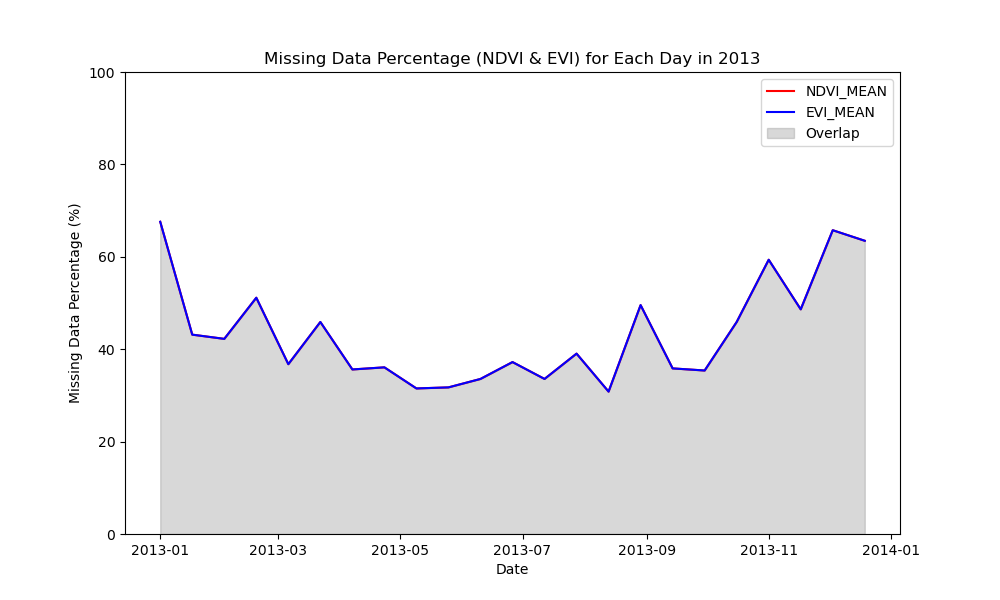 Missing Data Percentage (NDVI & EVI) for Each Day in 2013
NDVI_MEAN
EVI_MEAN
Overlap
Missing Data Percentage (%)
100
80
60
40
20
0
2013-01 2013-03 2013-05 2013-07 2013-09 2013-11 2014-01
Date